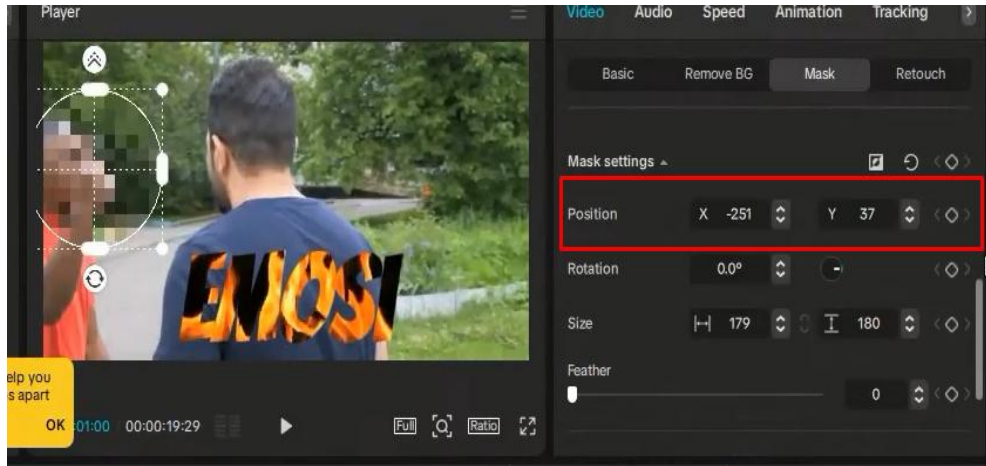 Player
Video Audio Speed Animation Tracking
Basic Remove BG Mask Retouch
Mask settings
Position X -251 Y 37
Rotation 0.0°
Size 179 180
Feather
0
EMOSI
elp you
s apart
OK
:01:00 00:00:19:29
Full Ratio